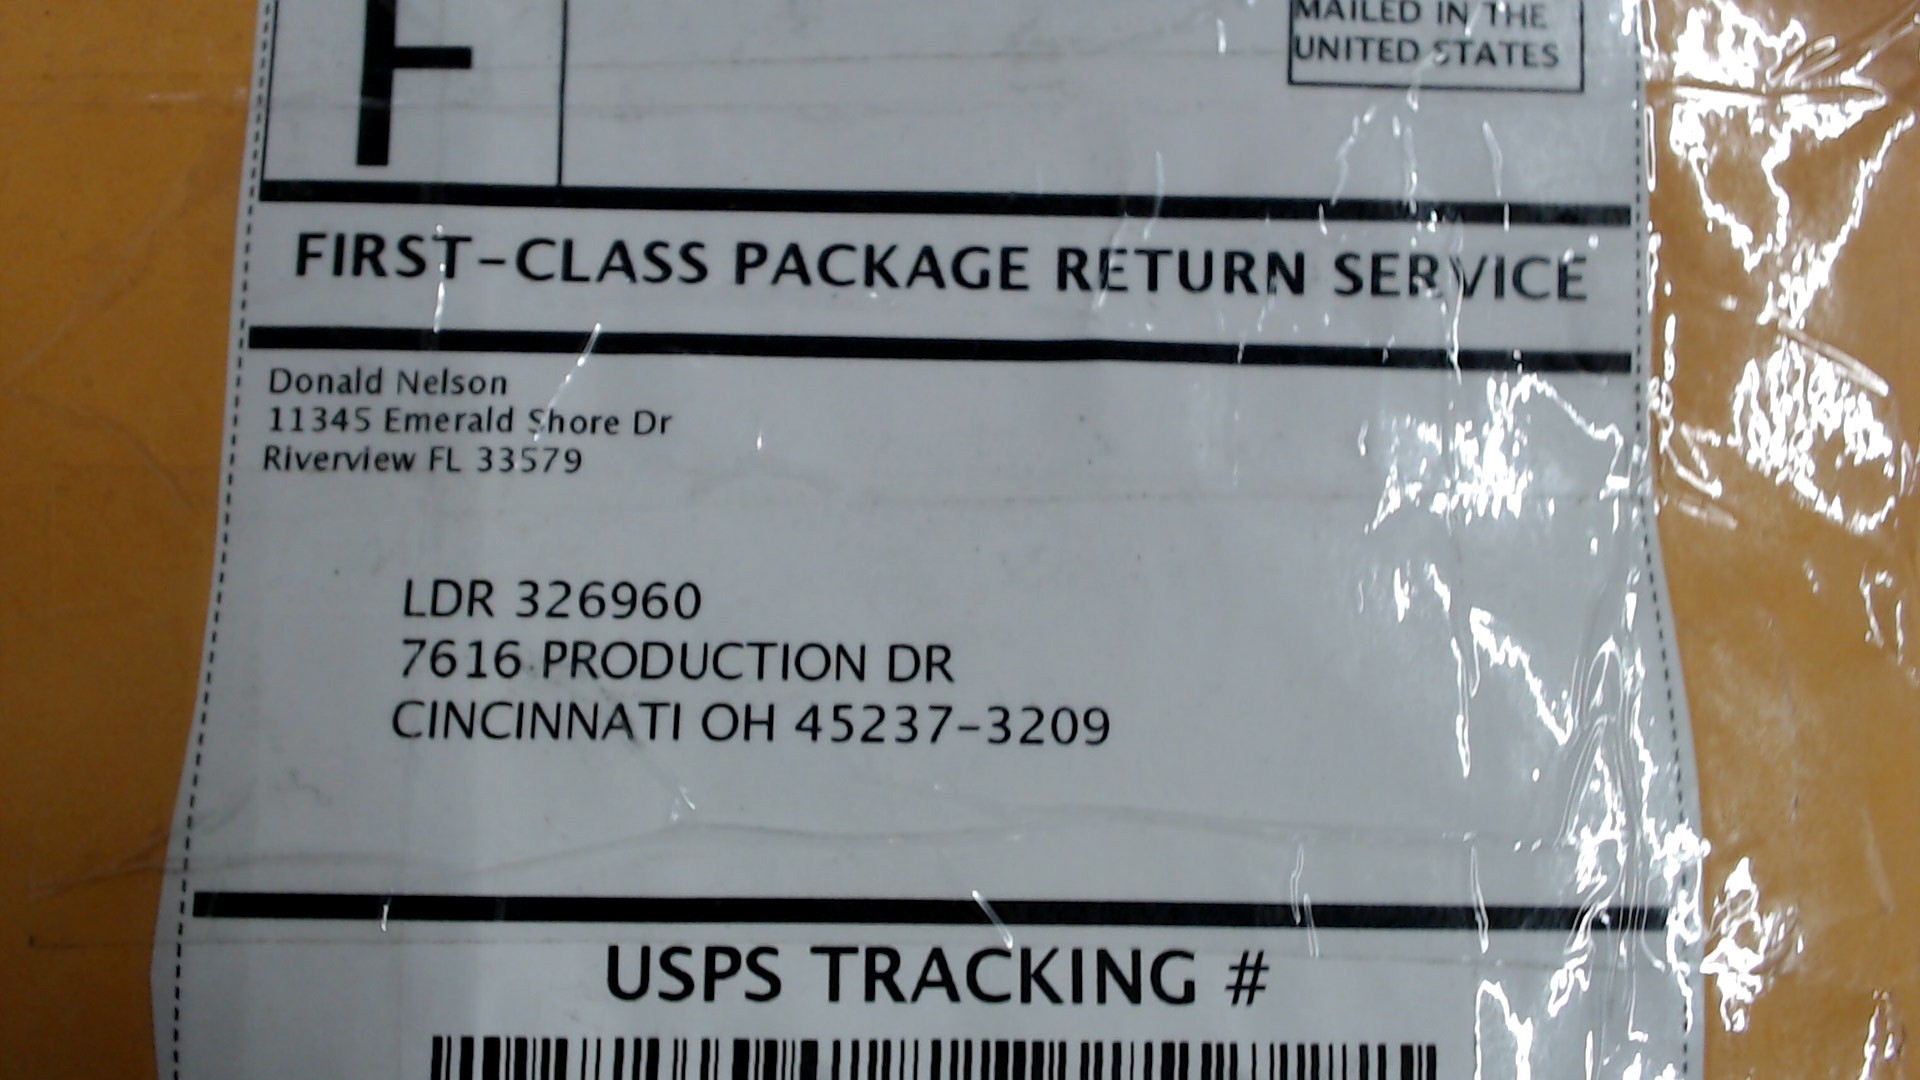 F
MAILED IN THE
UNITED STATES
FIRST-CLASS PACKAGE RETURN SERVICE
Donald Nelson
11345 Emerald Shore Dr
Riverview FL 33579
LDR 326960
7616 PRODUCTION DR
CINCINNATI OH 45237-3209
USPS TRACKING #